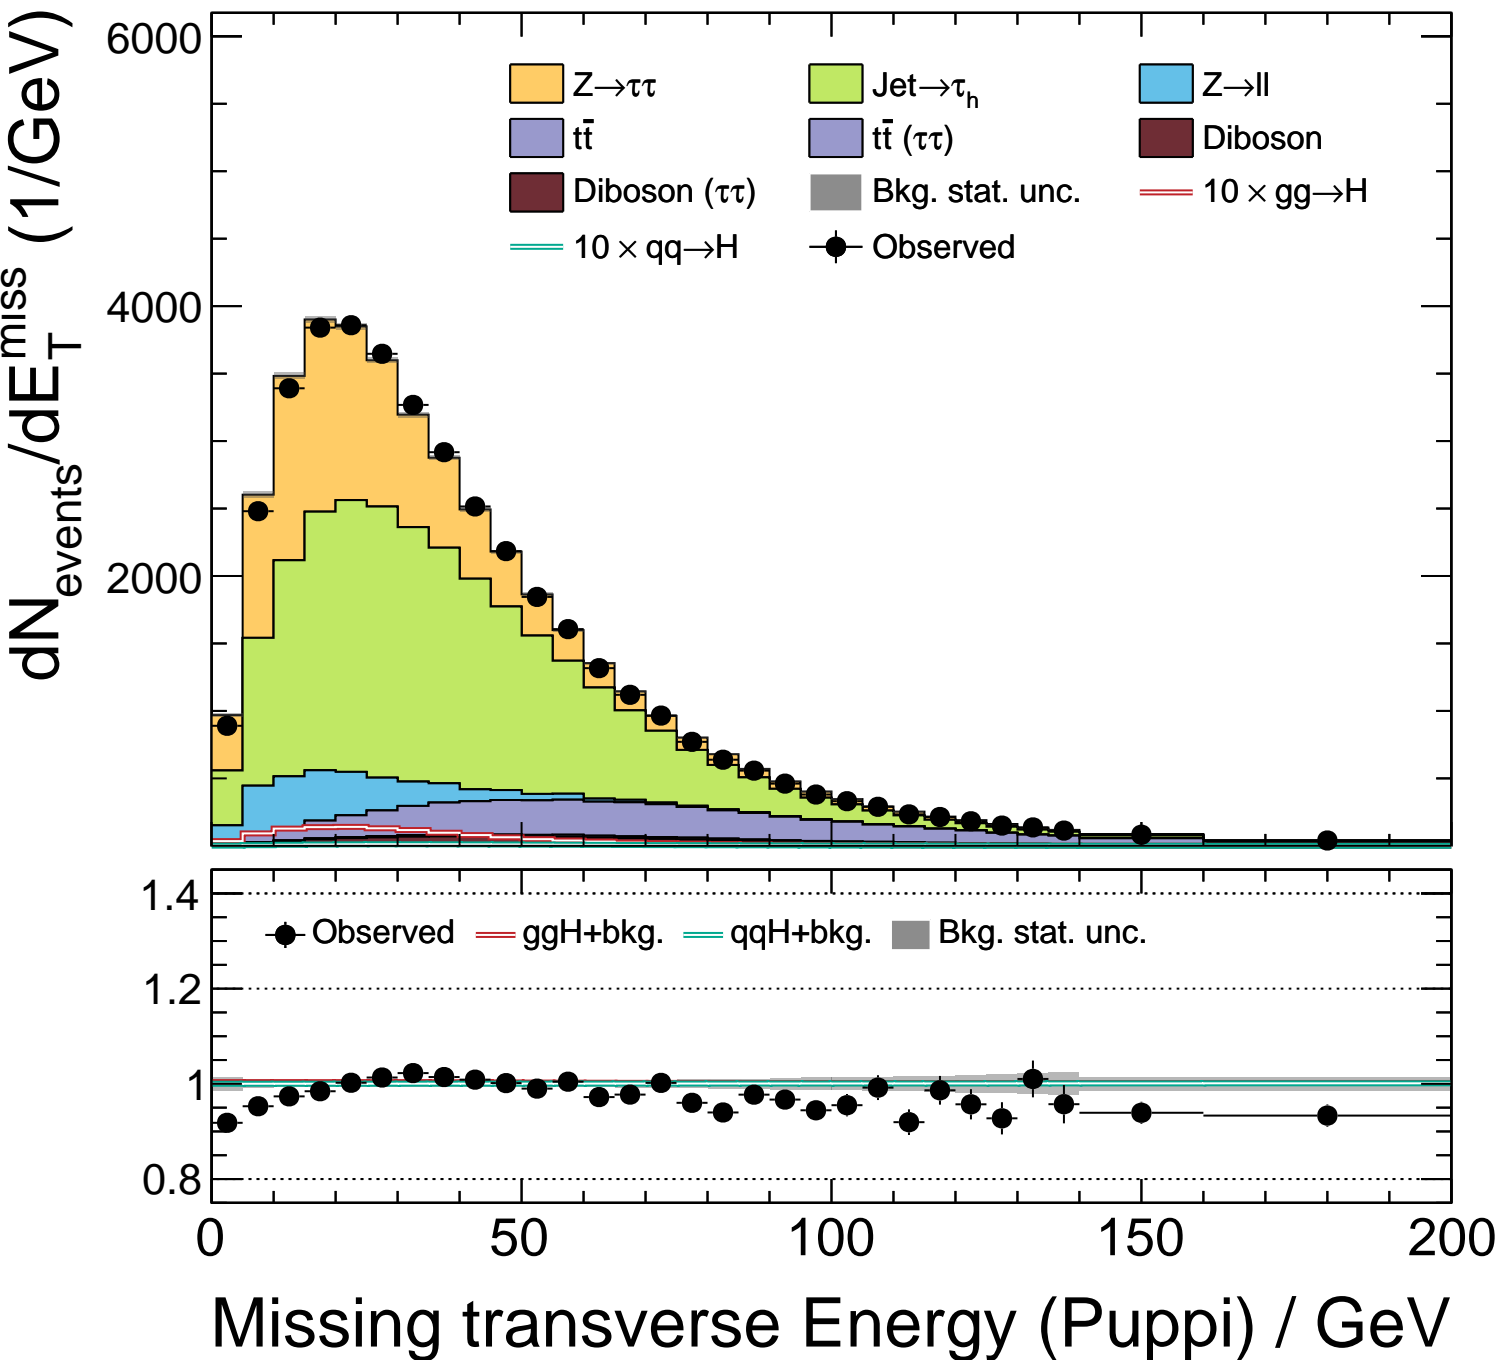 dN_events/dE_T^miss (1/GeV)
6000
4000
2000
Z→ττ Jet→τ_h Z→ll
tt̄ tt̄ (ττ) Diboson
Diboson (ττ) Bkg. stat. unc. 10 × gg→H
10 × qq→H Observed
1.4
1.2
1
0.8
Observed ggH+bkg. qqH+bkg. Bkg. stat. unc.
0 50 100 150 200
Missing transverse Energy (Puppi) / GeV